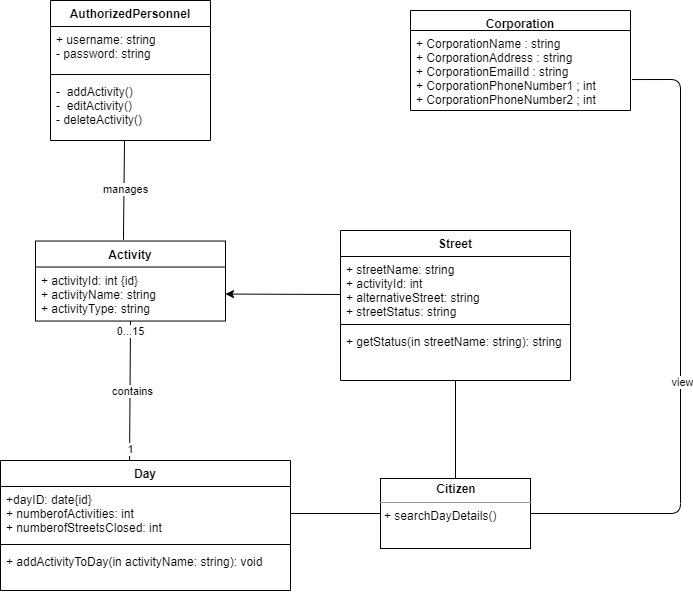 AuthorizedPersonnel
+ username: string
- password: string
- addActivity()
- editActivity()
- deleteActivity()
Corporation
+ CorporationName : string
+ CorporationAddress : string
+ CorporationEmailId : string
+ CorporationPhoneNumber1 ; int
+ CorporationPhoneNumber2 ; int
manages
Activity
+ activityId: int {id}
+ activityName: string
+ activityType: string
Street
+ streetName: string
+ activityId: int
+ alternativeStreet: string
+ streetStatus: string
+ getStatus(in streetName: string): string
0...15
contains
1
view
Day
+dayID: date{id}
+ numberofActivities: int
+ numberofStreetsClosed: int
+ addActivityToDay(in activityName: string): void
Citizen
+ searchDayDetails()